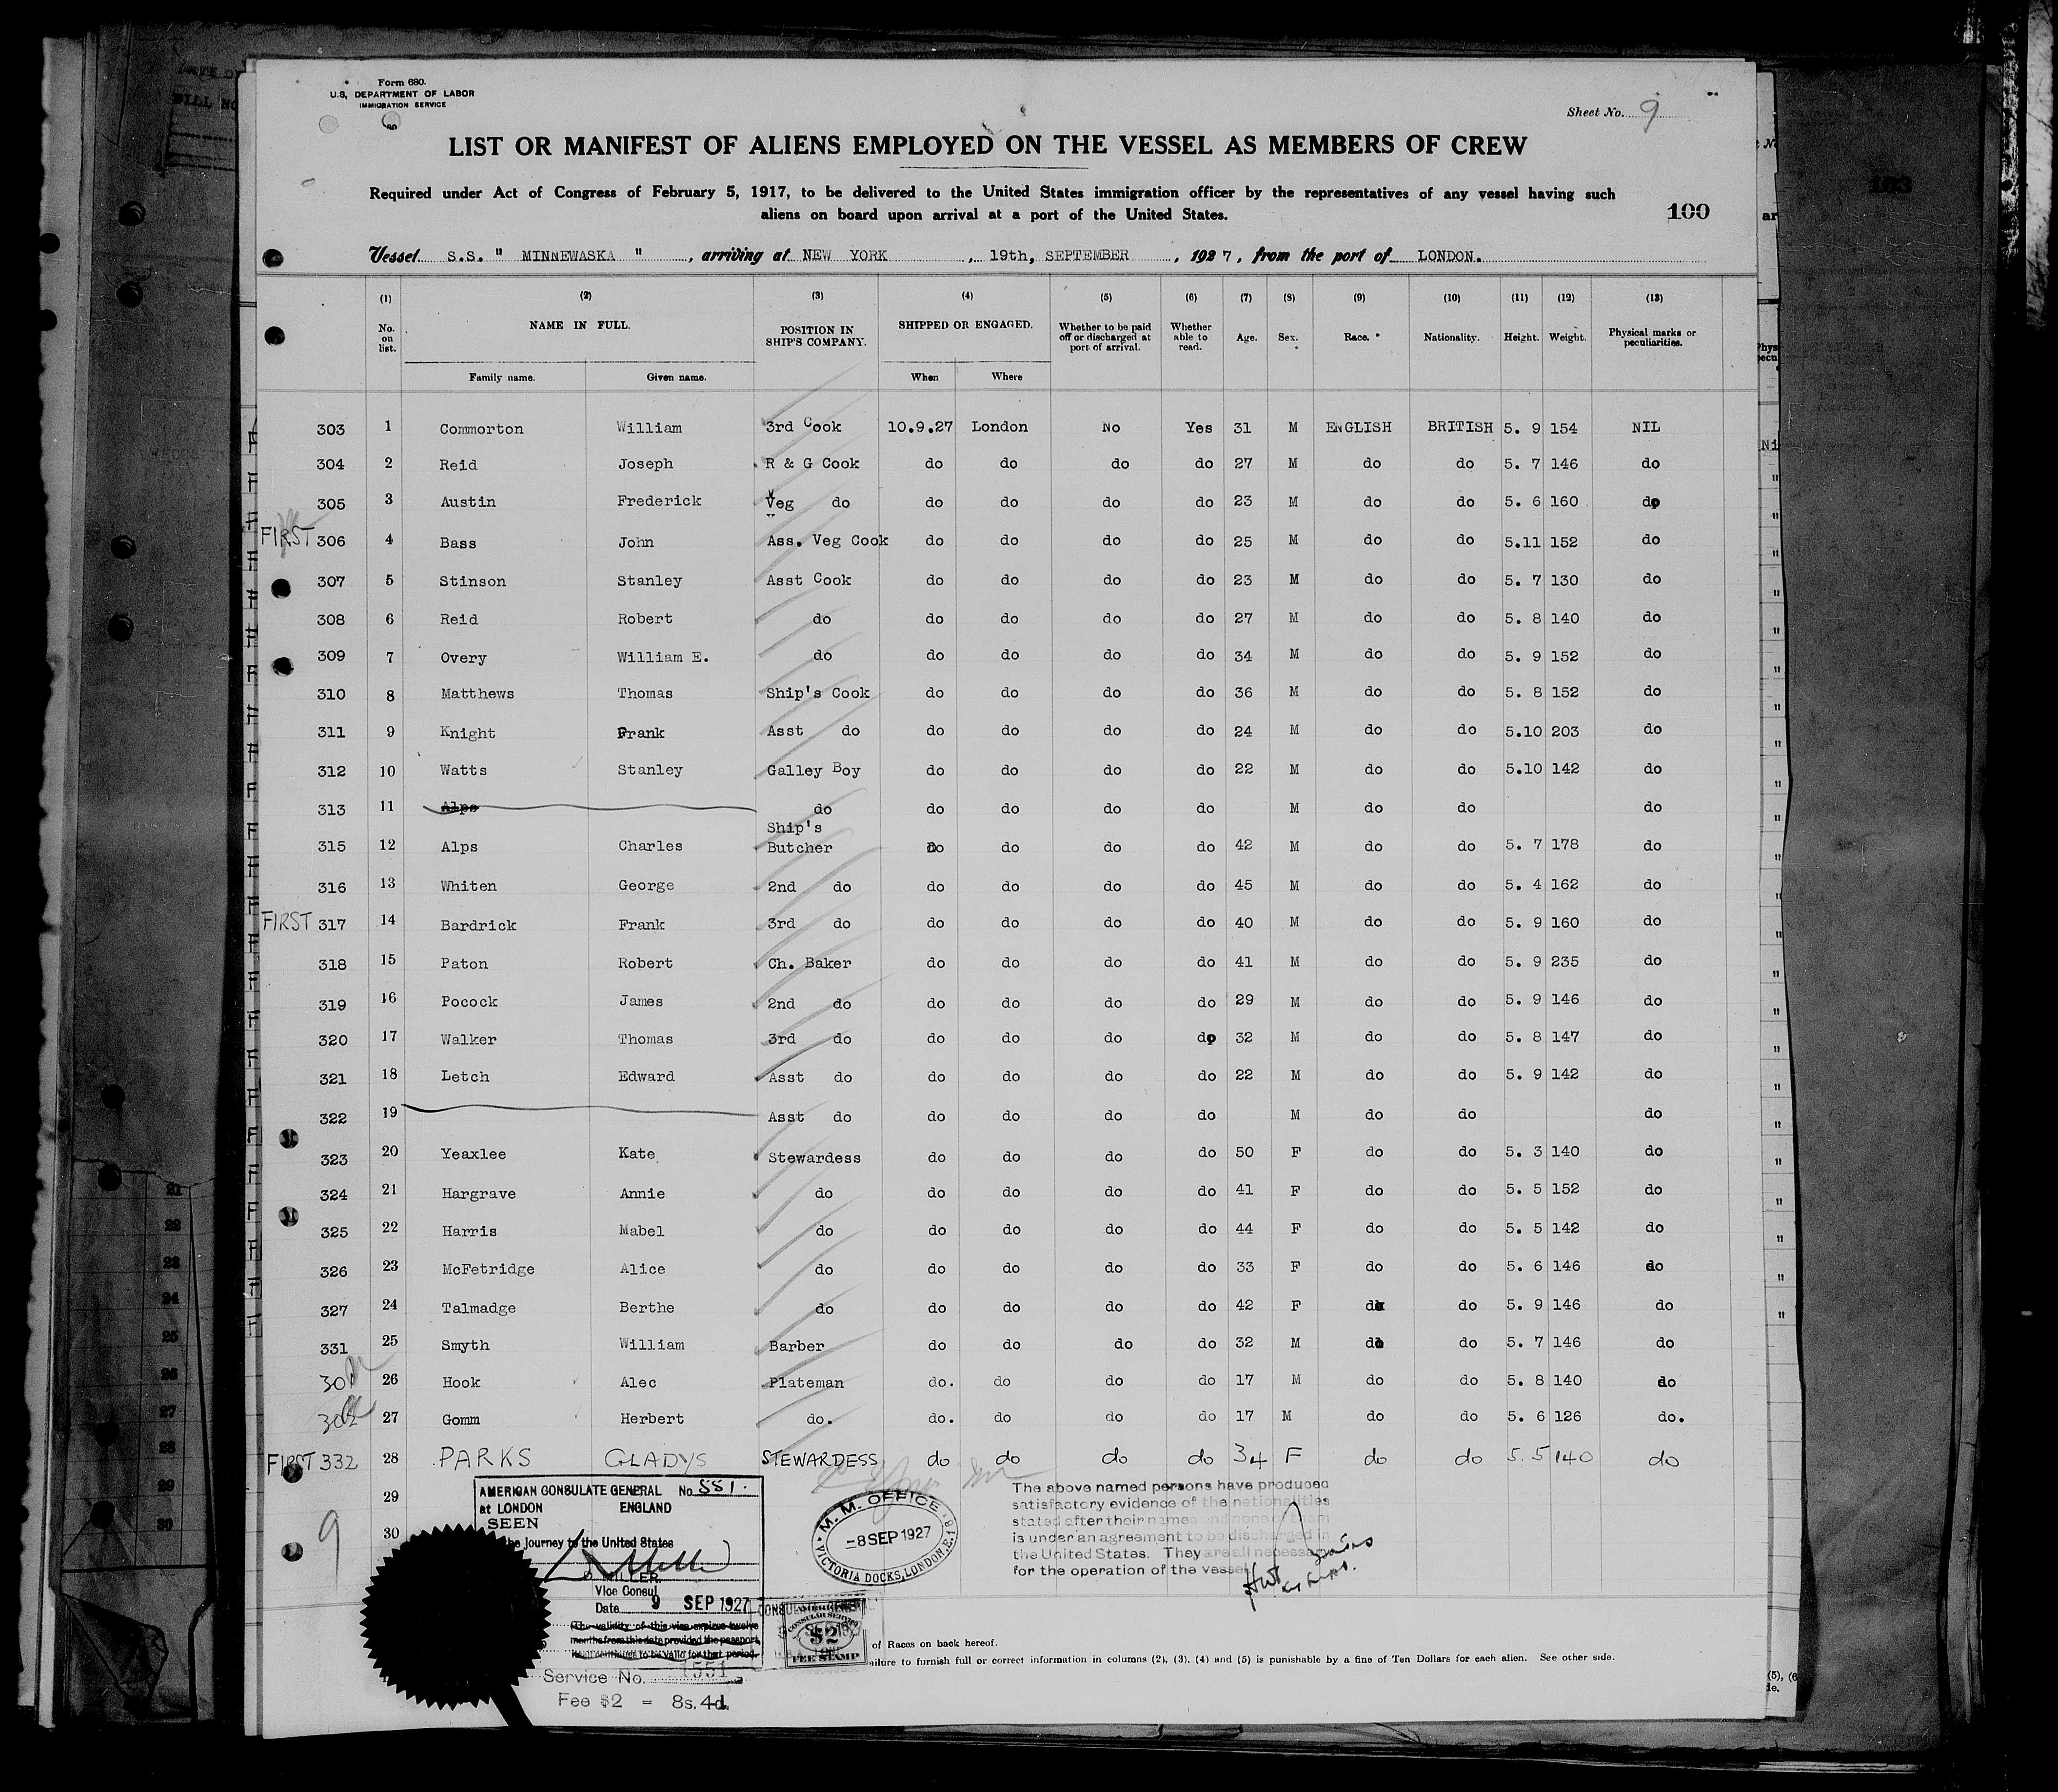 Form 680.
U.S. DEPARTMENT OF LABOR
IMMIGRATION SERVICE
Sheet No. 9
LIST OR MANIFEST OF ALIENS EMPLOYED ON THE VESSEL AS MEMBERS OF CREW
Required under Act of Congress of February 5, 1917, to be delivered to the United States immigration officer by the representatives of any vessel having such
aliens on board upon arrival at a port of the United States.
100
Vessel S.S. " MINNEWASKA " , arriving at NEW YORK , 19th, SEPTEMBER , 1927, from the port of LONDON.
(1) (2) (3) (4) (5) (6) (7) (8) (9) (10) (11) (12) (13)
No. on list. NAME IN FULL. POSITION IN SHIP'S COMPANY. SHIPPED OR ENGAGED. Whether to be paid off or discharged at port of arrival. Whether able to read. Age. Sex. Race. * Nationality. Height. Weight. Physical marks or peculiarities.
Family name. Given name. When Where
303 1 Commorton William 3rd Cook 10.9.27 London No Yes 31 M ENGLISH BRITISH 5. 9 154 NIL
304 2 Reid Joseph R & G Cook do do do do 27 M do do 5. 7 146 do
305 3 Austin Frederick Veg do do do do do 23 M do do 5. 6 160 do
FIRST 306 4 Bass John Ass. Veg Cook do do do do 25 M do do 5.11 152 do
307 5 Stinson Stanley Asst Cook do do do do 23 M do do 5. 7 130 do
308 6 Reid Robert do do do do do 27 M do do 5. 8 140 do
309 7 Overy William E. do do do do do 34 M do do 5. 9 152 do
310 8 Matthews Thomas Ship's Cook do do do do 36 M do do 5. 8 152 do
311 9 Knight Frank Asst do do do do do 24 M do do 5.10 203 do
312 10 Watts Stanley Galley Boy do do do do 22 M do do 5.10 142 do
313 11 Alps do do do do do M do do do
315 12 Alps Charles Ship's Butcher do do do do 42 M do do 5. 7 178 do
316 13 Whiten George 2nd do do do do do 45 M do do 5. 4 162 do
FIRST 317 14 Bardrick Frank 3rd do do do do do 40 M do do 5. 9 160 do
318 15 Paton Robert Ch. Baker do do do do 41 M do do 5. 9 235 do
319 16 Pocock James 2nd do do do do do 29 M do do 5. 9 146 do
320 17 Walker Thomas 3rd do do do do do 32 M do do 5. 8 147 do
321 18 Letch Edward Asst do do do do do 22 M do do 5. 9 142 do
322 19 Asst do do do do do M do do do
323 20 Yeaxlee Kate Stewardess do do do do 50 F do do 5. 3 140 do
324 21 Hargrave Annie do do do do do 41 F do do 5. 5 152 do
325 22 Harris Mabel do do do do do 44 F do do 5. 5 142 do
326 23 McFetridge Alice do do do do do 33 F do do 5. 6 146 do
327 24 Talmadge Berthe do do do do do 42 F do do 5. 9 146 do
331 25 Smyth William Barber do do do do 32 M do do 5. 7 146 do
301 26 Hook Alec Plateman do. do do do 17 M do do 5. 8 140 do
302 27 Gomm Herbert do. do. do do do 17 M do do 5. 6 126 do.
FIRST 332 28 PARKS GLADYS STEWARDESS do do do do 34 F do do 5. 5 140 do
29
30
9
AMERICAN CONSULATE GENERAL No. 551.
at LONDON ENGLAND
SEEN
the Journey to the United States
MILLER.
Vice Consul
Date 9 SEP 1927
(The validity of this visa expires twelve
months from this date provided the passport
itself continues to be valid for that period.
Service No. 1551
Fee $2 = 8s. 4d.
M. M. OFFICE
-8 SEP 1927
VICTORIA DOCKS, LONDON, E.16
AMERICAN
CONSULAR SERVICE
$2
FEE STAMP
The above named persons have produced
satisfactory evidence of the nationalities
stated after their names and none of them
is under an agreement to be discharged in
the United States. They are all necessary
for the operation of the vessel
of Races on back hereof.
ailure to furnish full or correct information in columns (2), (3), (4) and (5) is punishable by a fine of Ten Dollars for each alien. See other side.